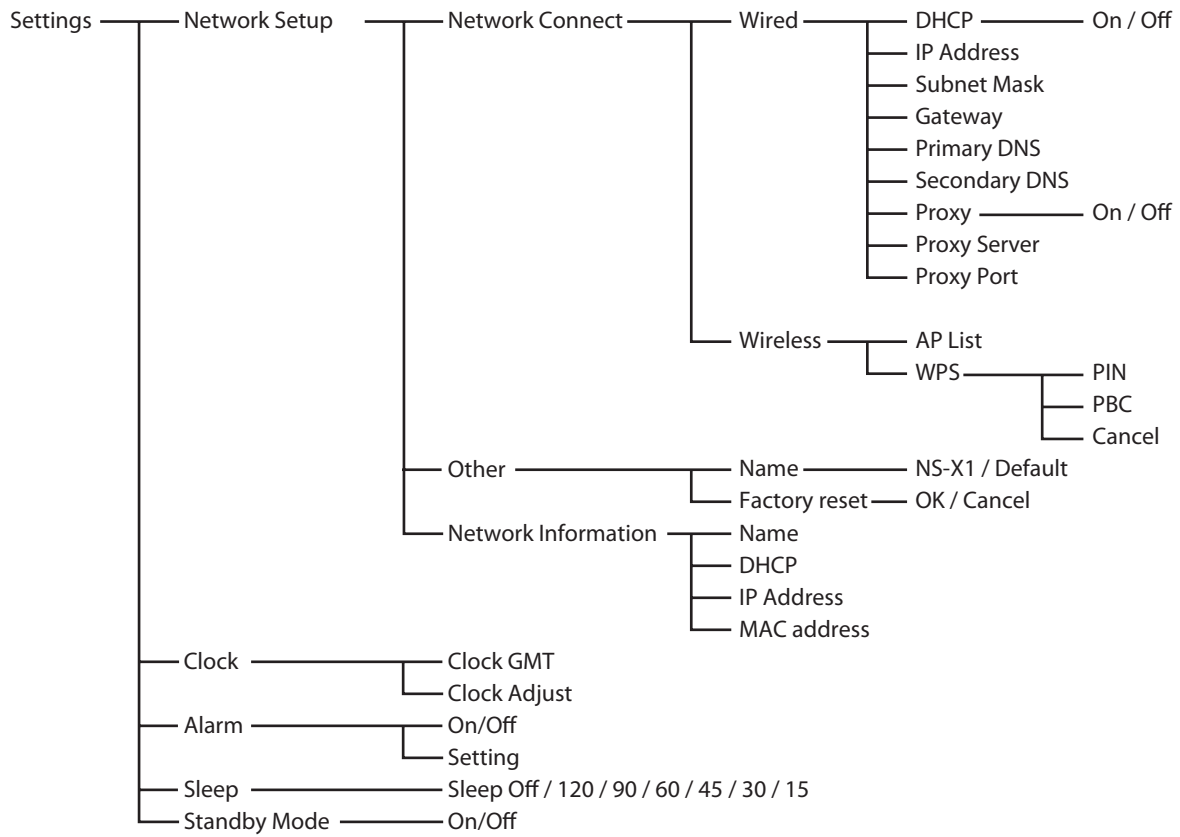 Settings Network Setup Network Connect Wired DHCP On / Off
IP Address
Subnet Mask
Gateway
Primary DNS
Secondary DNS
Proxy On / Off
Proxy Server
Proxy Port
Wireless AP List
WPS PIN
PBC
Cancel
Other Name NS-X1 / Default
Factory reset OK / Cancel
Network Information Name
DHCP
IP Address
MAC address
Clock Clock GMT
Clock Adjust
Alarm On/Off
Setting
Sleep Sleep Off / 120 / 90 / 60 / 45 / 30 / 15
Standby Mode On/Off